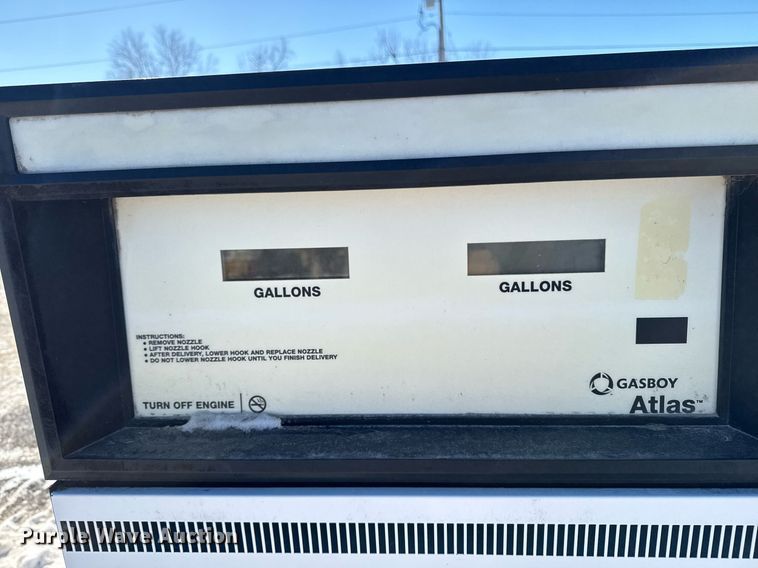 GALLONS
GALLONS
INSTRUCTIONS:
• REMOVE NOZZLE
• LIFT NOZZLE HOOK
• AFTER DELIVERY, LOWER HOOK AND REPLACE NOZZLE
• DO NOT LOWER NOZZLE HOOK UNTIL YOU FINISH DELIVERY
TURN OFF ENGINE
GASBOY
Atlas™
Purple Wave Auction